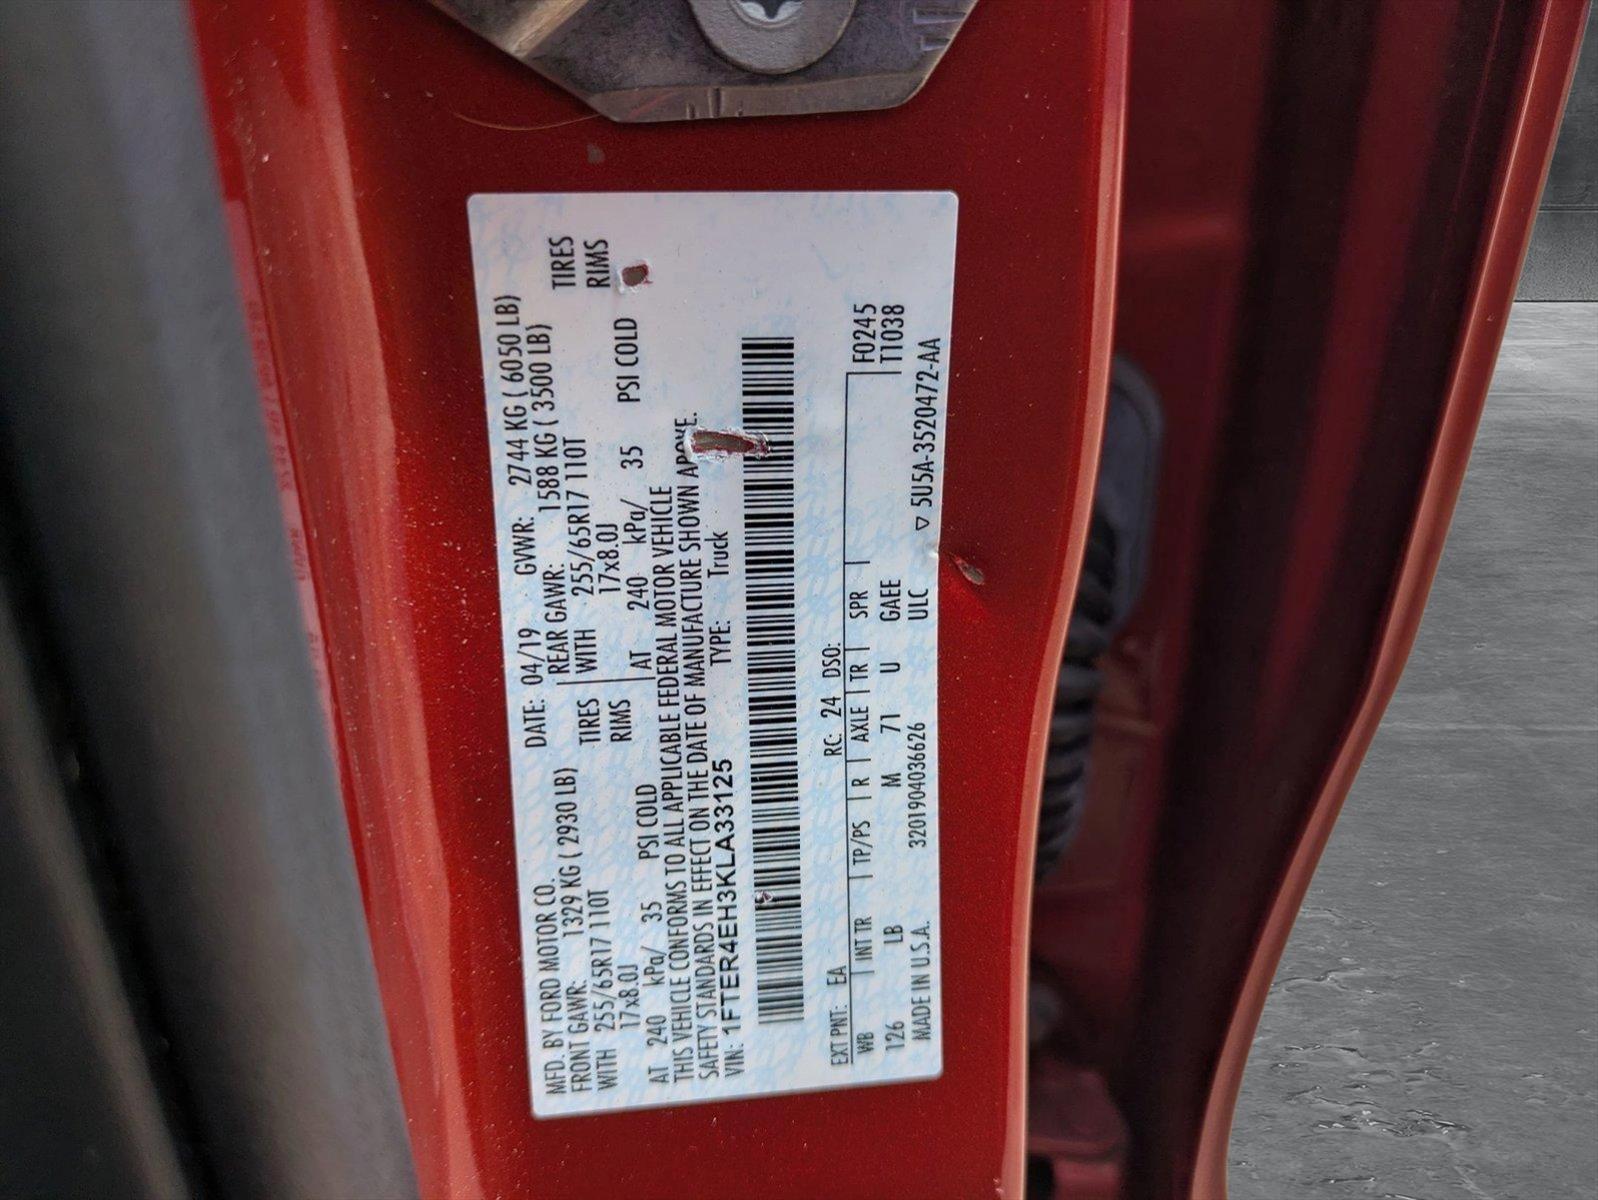 MFD. BY FORD MOTOR CO.
DATE: 04/19 GVWR: 2744 KG ( 6050 LB)
FRONT GAWR: 1329 KG ( 2930 LB) REAR GAWR: 1588 KG ( 3500 LB)
WITH 255/65R17 110T TIRES WITH 255/65R17 110T TIRES
17x8.0J RIMS 17x8.0J RIMS
AT 240 kPa/ 35 PSI COLD AT 240 kPa/ 35 PSI COLD
THIS VEHICLE CONFORMS TO ALL APPLICABLE FEDERAL MOTOR VEHICLE
SAFETY STANDARDS IN EFFECT ON THE DATE OF MANUFACTURE SHOWN ABOVE.
VIN: 1FTER4EH3KLA33125 TYPE: Truck
EXT PNT: EA RC: 24 DSO: F0245
WB INT TR TP/PS R AXLE TR SPR T1038
126 LB M 71 U GAEE
MADE IN U.S.A. 3201904036626 ULC ▽ 5U5A-3520472-AA